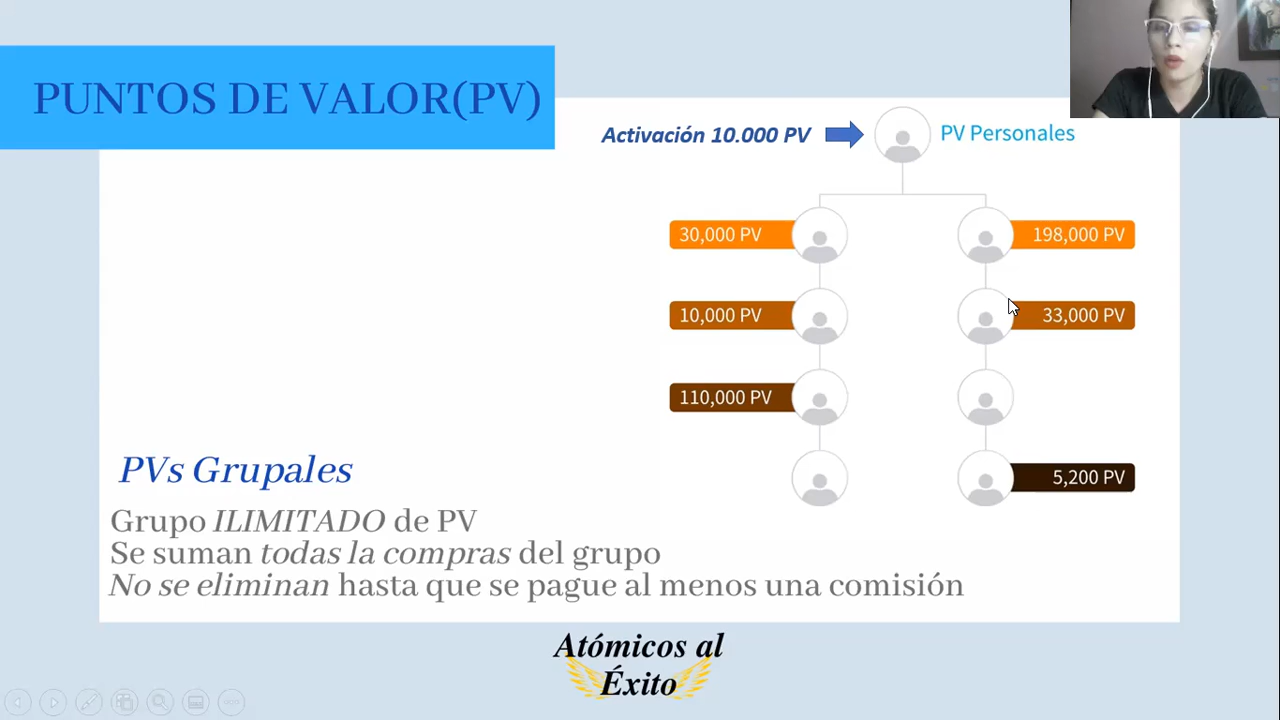 PUNTOS DE VALOR(PV)
Activación 10.000 PV
PV Personales
30,000 PV
198,000 PV
10,000 PV
33,000 PV
110,000 PV
5,200 PV
PVs Grupales
Grupo ILIMITADO de PV
Se suman todas la compras del grupo
No se eliminan hasta que se pague al menos una comisión
Atómicos al
Éxito